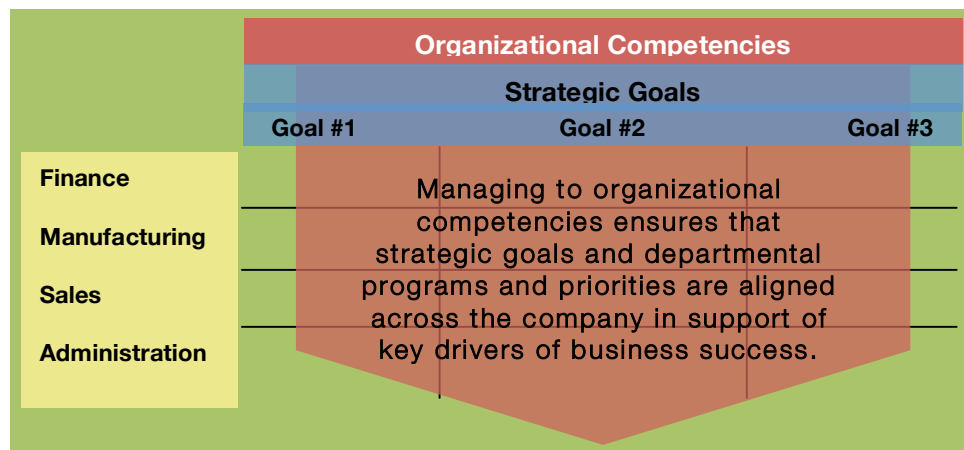 Organizational Competencies
Strategic Goals
Goal #1 Goal #2 Goal #3
Finance
Manufacturing
Sales
Administration
Managing to organizational
competencies ensures that
strategic goals and departmental
programs and priorities are aligned
across the company in support of
key drivers of business success.